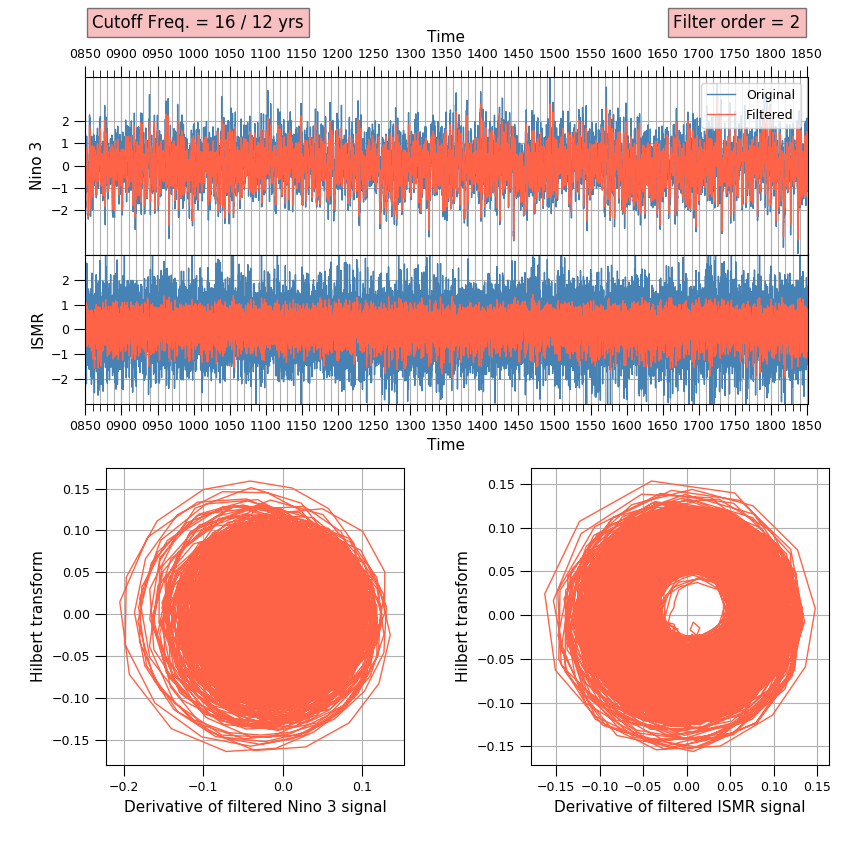 Cutoff Freq. = 16 / 12 yrs
Filter order = 2
Time
0850 0900 0950 1000 1050 1100 1150 1200 1250 1300 1350 1400 1450 1500 1550 1600 1650 1700 1750 1800 1850
Original
Filtered
Nino 3
2
1
0
−1
−2
ISMR
2
1
0
−1
−2
0850 0900 0950 1000 1050 1100 1150 1200 1250 1300 1350 1400 1450 1500 1550 1600 1650 1700 1750 1800 1850
Time
Hilbert transform
0.15
0.10
0.05
0.00
−0.05
−0.10
−0.15
−0.2 −0.1 0.0 0.1
Derivative of filtered Nino 3 signal
Hilbert transform
0.15
0.10
0.05
0.00
−0.05
−0.10
−0.15
−0.15 −0.10 −0.05 0.00 0.05 0.10 0.15
Derivative of filtered ISMR signal